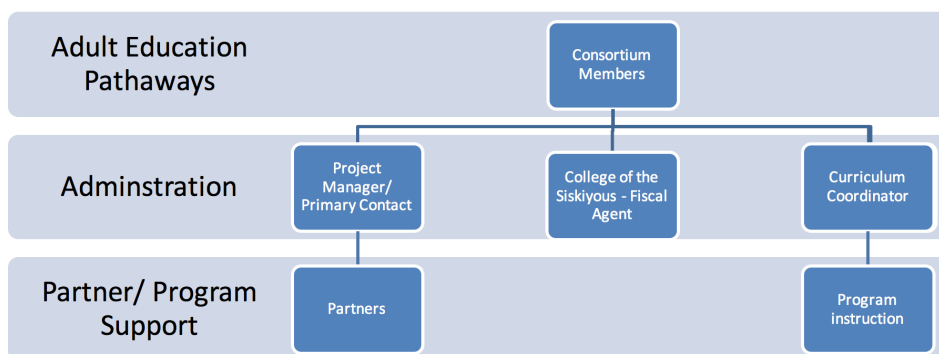 Adult Education
Pathaways
Consortium
Members
Adminstration
Project
Manager/
Primary Contact
College of the
Siskiyous - Fiscal
Agent
Curriculum
Coordinator
Partner/ Program
Support
Partners
Program
instruction